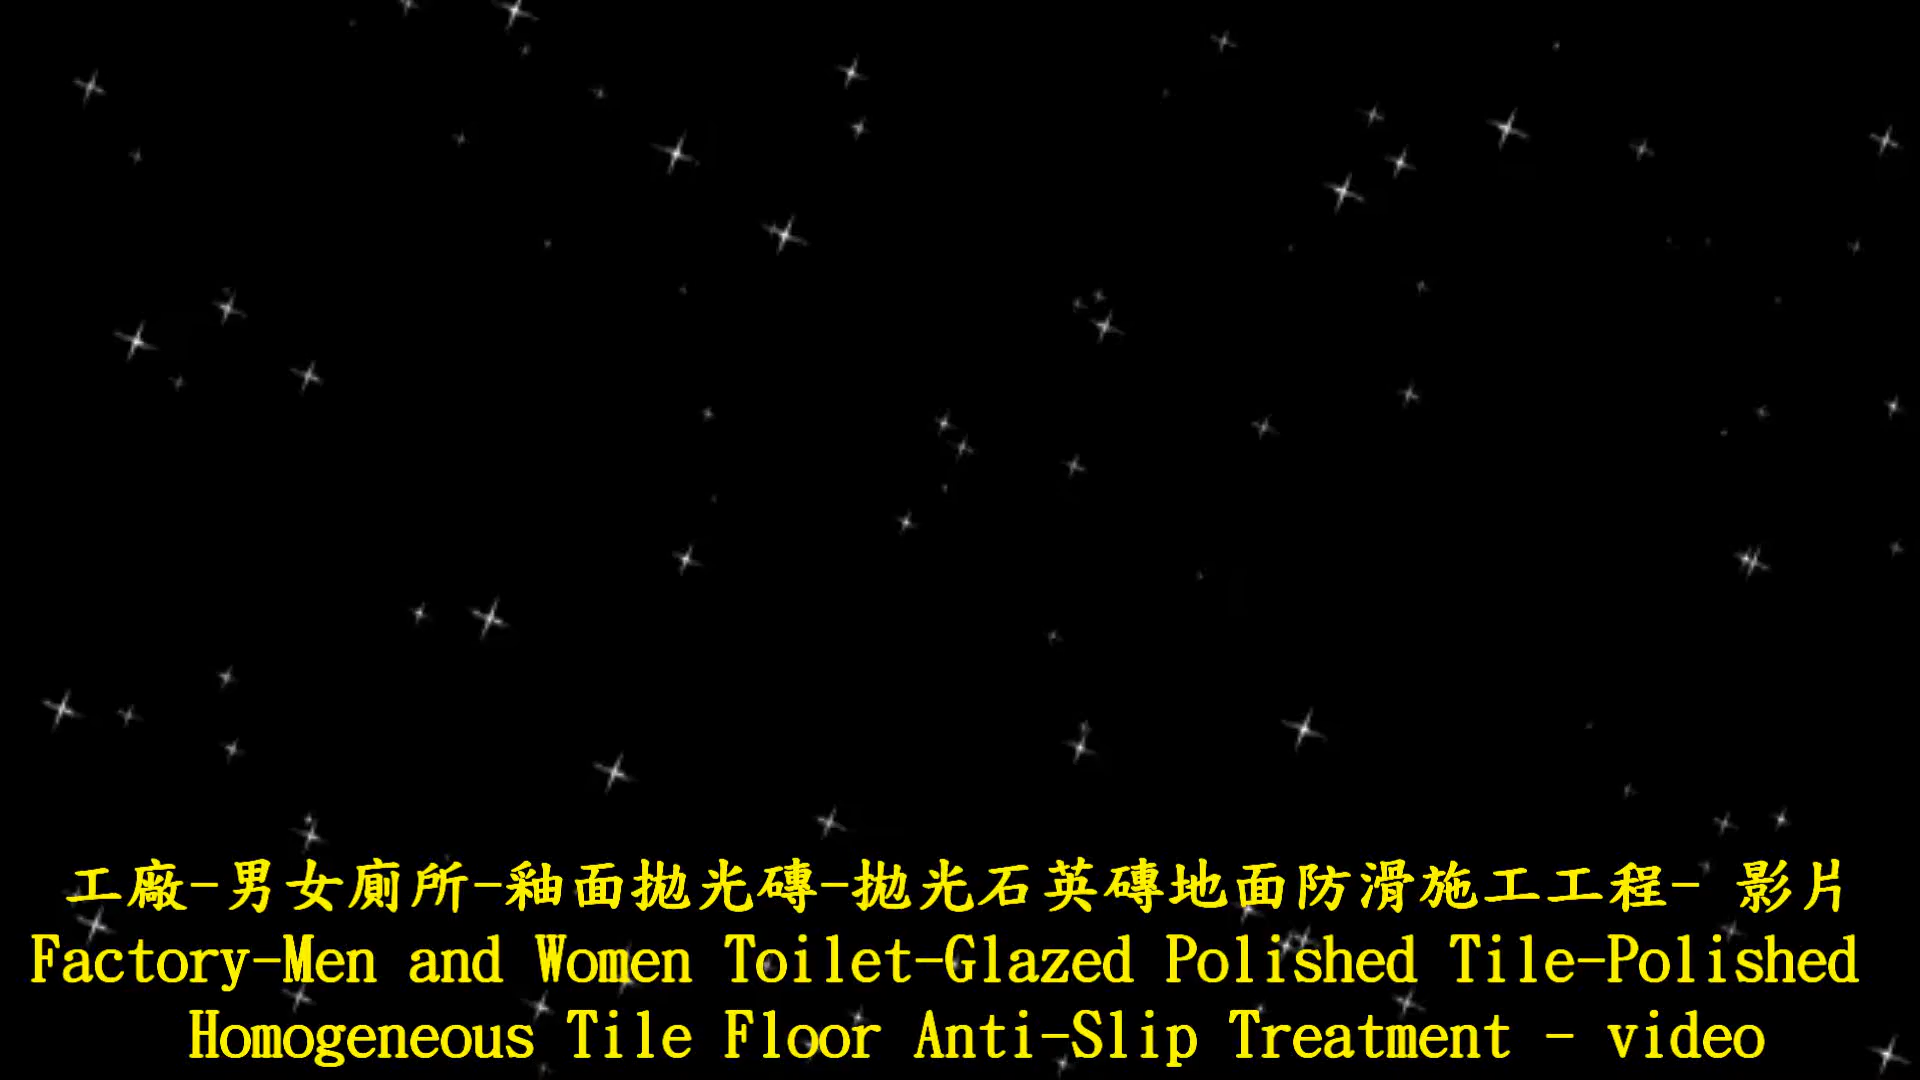 工廠-男女廁所-釉面拋光磚-拋光石英磚地面防滑施工工程- 影片
Factory-Men and Women Toilet-Glazed Polished Tile-Polished
Homogeneous Tile Floor Anti-Slip Treatment - video